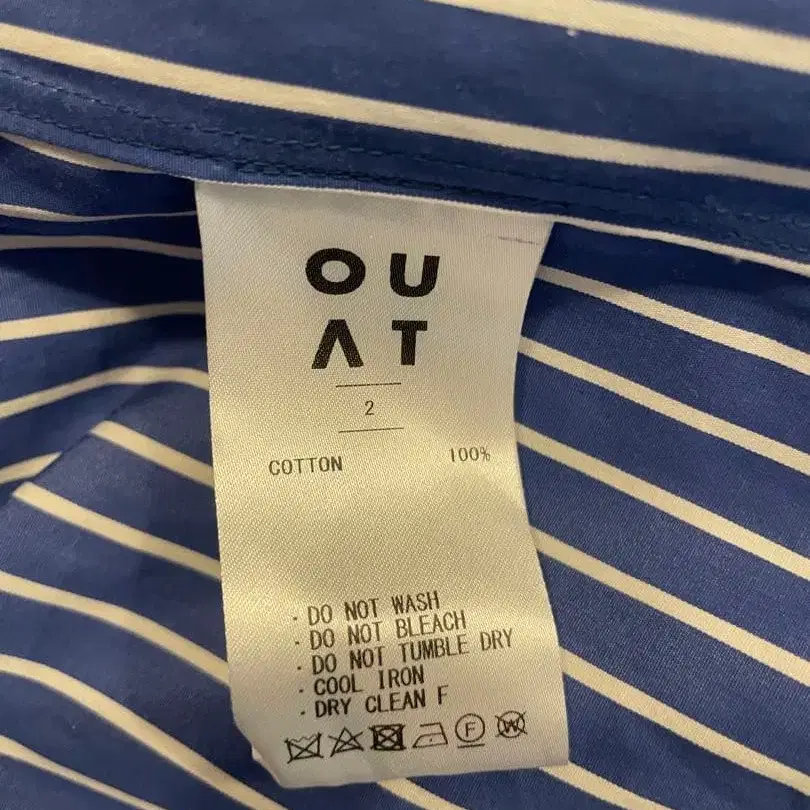 OU
ΛT
2
COTTON 100%
· DO NOT WASH
· DO NOT BLEACH
· DO NOT TUMBLE DRY
· COOL IRON
· DRY CLEAN F
F W